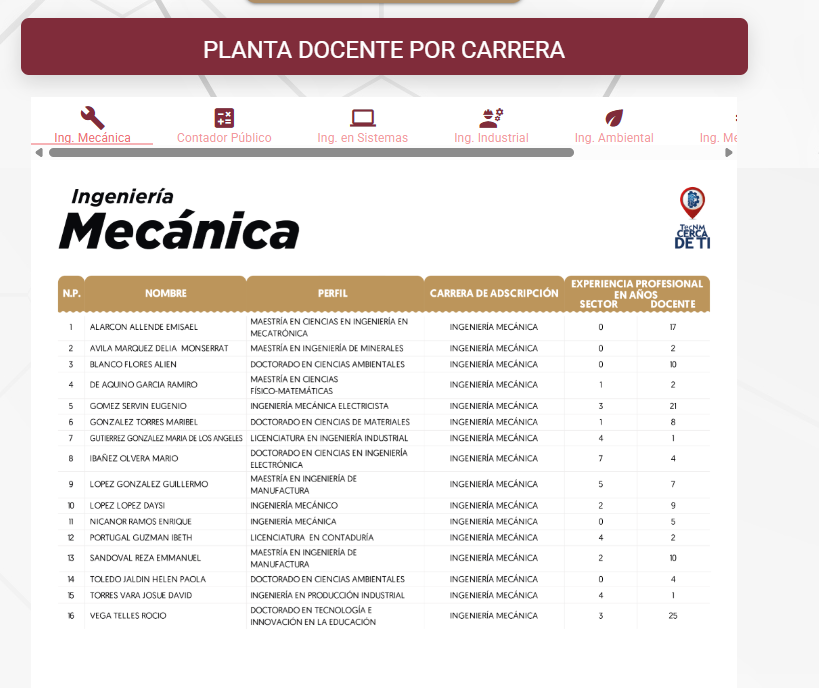 PLANTA DOCENTE POR CARRERA
Ing. Mecánica Contador Público Ing. en Sistemas Ing. Industrial Ing. Ambiental Ing. Me
Ingeniería
Mecánica
TecNM
CERCA
DE TI
N.P. NOMBRE PERFIL CARRERA DE ADSCRIPCIÓN EXPERIENCIA PROFESIONAL
EN AÑOS
SECTOR DOCENTE
1 ALARCON ALLENDE EMISAEL MAESTRÍA EN CIENCIAS EN INGENIERÍA EN
MECATRÓNICA INGENIERÍA MECÁNICA 0 17
2 AVILA MARQUEZ DELIA MONSERRAT MAESTRÍA EN INGENIERÍA DE MINERALES INGENIERÍA MECÁNICA 0 2
3 BLANCO FLORES ALIEN DOCTORADO EN CIENCIAS AMBIENTALES INGENIERÍA MECÁNICA 0 10
4 DE AQUINO GARCIA RAMIRO MAESTRÍA EN CIENCIAS
FÍSICO-MATEMÁTICAS INGENIERÍA MECÁNICA 1 2
5 GOMEZ SERVIN EUGENIO INGENIERÍA MECÁNICA ELECTRICISTA INGENIERÍA MECÁNICA 3 21
6 GONZALEZ TORRES MARIBEL DOCTORADO EN CIENCIAS DE MATERIALES INGENIERÍA MECÁNICA 1 8
7 GUTIERREZ GONZALEZ MARIA DE LOS ANGELES LICENCIATURA EN INGENIERÍA INDUSTRIAL INGENIERÍA MECÁNICA 4 1
8 IBAÑEZ OLVERA MARIO DOCTORADO EN CIENCIAS EN INGENIERÍA
ELECTRÓNICA INGENIERÍA MECÁNICA 7 4
9 LOPEZ GONZALEZ GUILLERMO MAESTRÍA EN INGENIERÍA DE
MANUFACTURA INGENIERÍA MECÁNICA 5 7
10 LOPEZ LOPEZ DAYSI INGENIERÍA MECÁNICO INGENIERÍA MECÁNICA 2 9
11 NICANOR RAMOS ENRIQUE INGENIERÍA MECÁNICA INGENIERÍA MECÁNICA 0 5
12 PORTUGAL GUZMAN IBETH LICENCIATURA EN CONTADURÍA INGENIERÍA MECÁNICA 4 2
13 SANDOVAL REZA EMMANUEL MAESTRÍA EN INGENIERÍA DE
MANUFACTURA INGENIERÍA MECÁNICA 2 10
14 TOLEDO JALDIN HELEN PAOLA DOCTORADO EN CIENCIAS AMBIENTALES INGENIERÍA MECÁNICA 0 4
15 TORRES VARA JOSUE DAVID INGENIERÍA EN PRODUCCIÓN INDUSTRIAL INGENIERÍA MECÁNICA 4 1
16 VEGA TELLES ROCIO DOCTORADO EN TECNOLOGÍA E
INNOVACIÓN EN LA EDUCACIÓN INGENIERÍA MECÁNICA 3 25